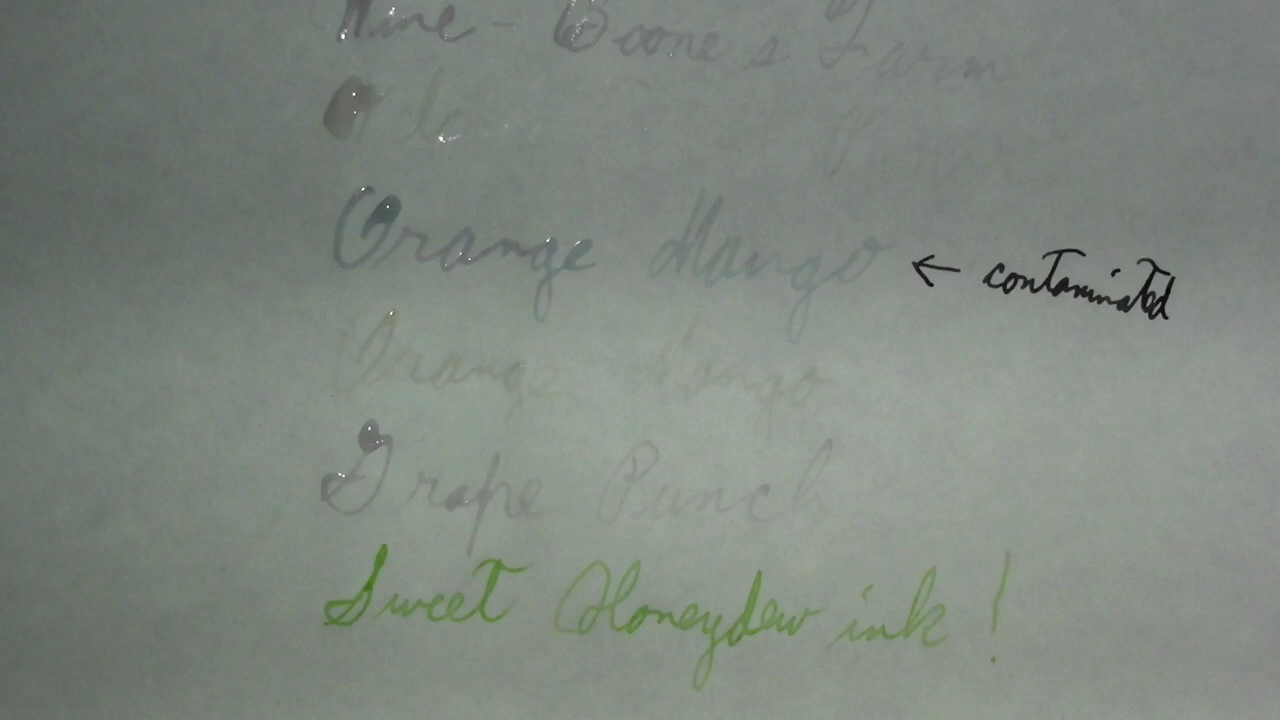 Wine - Boone's Farm
Orange Mango ← contaminated
Orange Mango
Grape Punch
Sweet Honeydew ink!